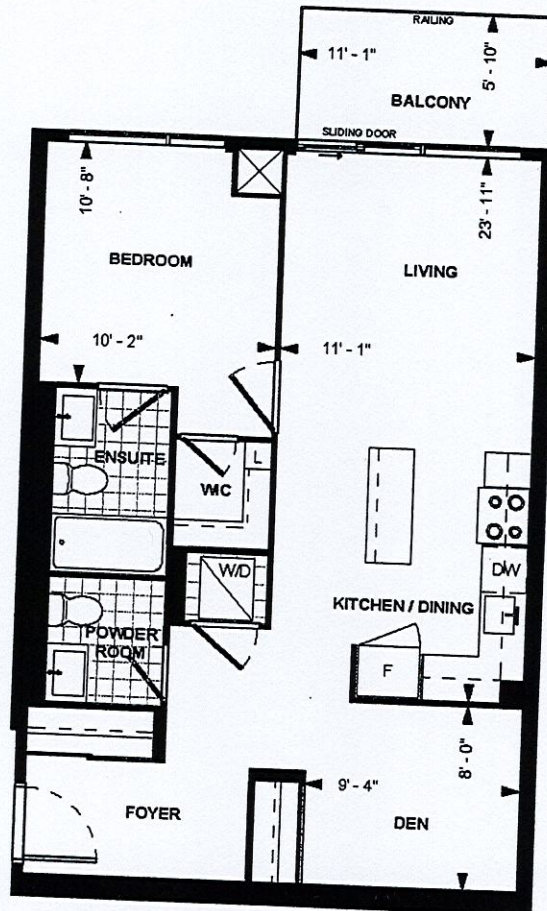 RAILING
11' - 1"
5' - 10"
BALCONY
SLIDING DOOR
10' - 8"
23' - 11"
BEDROOM
LIVING
10' - 2"
11' - 1"
ENSUITE
WIC
L
W/D
DW
KITCHEN / DINING
POWDER
ROOM
F
8' - 0"
9' - 4"
FOYER
DEN